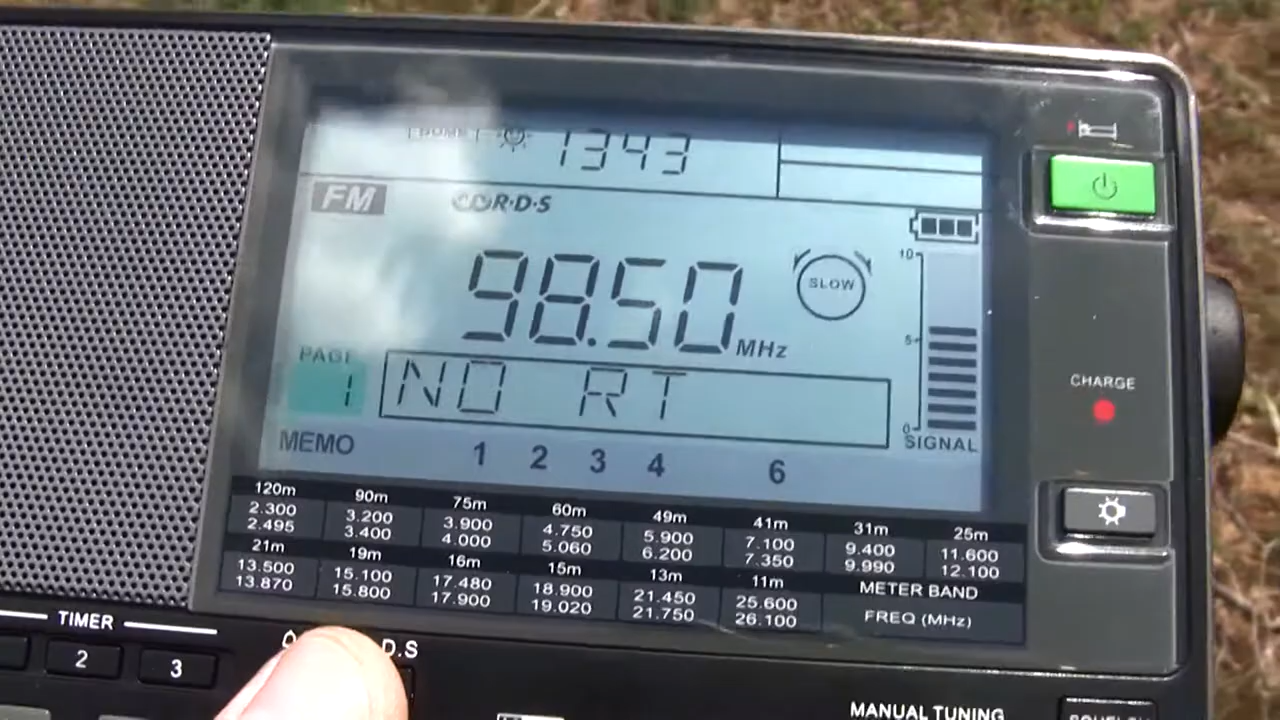 1343
FM
R·D·S
98.50 MHz
SLOW
10
5
0
SIGNAL
PAGE
1
NO RT
MEMO 1 2 3 4 6
120m 90m 75m 60m 49m 41m 31m 25m
2.300 3.200 3.900 4.750 5.900 7.100 9.400 11.600
2.495 3.400 4.000 5.060 6.200 7.350 9.990 12.100
21m 19m 16m 15m 13m 11m METER BAND
13.500 15.100 17.480 18.900 21.450 25.600 FREQ (MHz)
13.870 15.800 17.900 19.020 21.750 26.100
CHARGE
TIMER
2 3
D.S
MANUAL TUNING